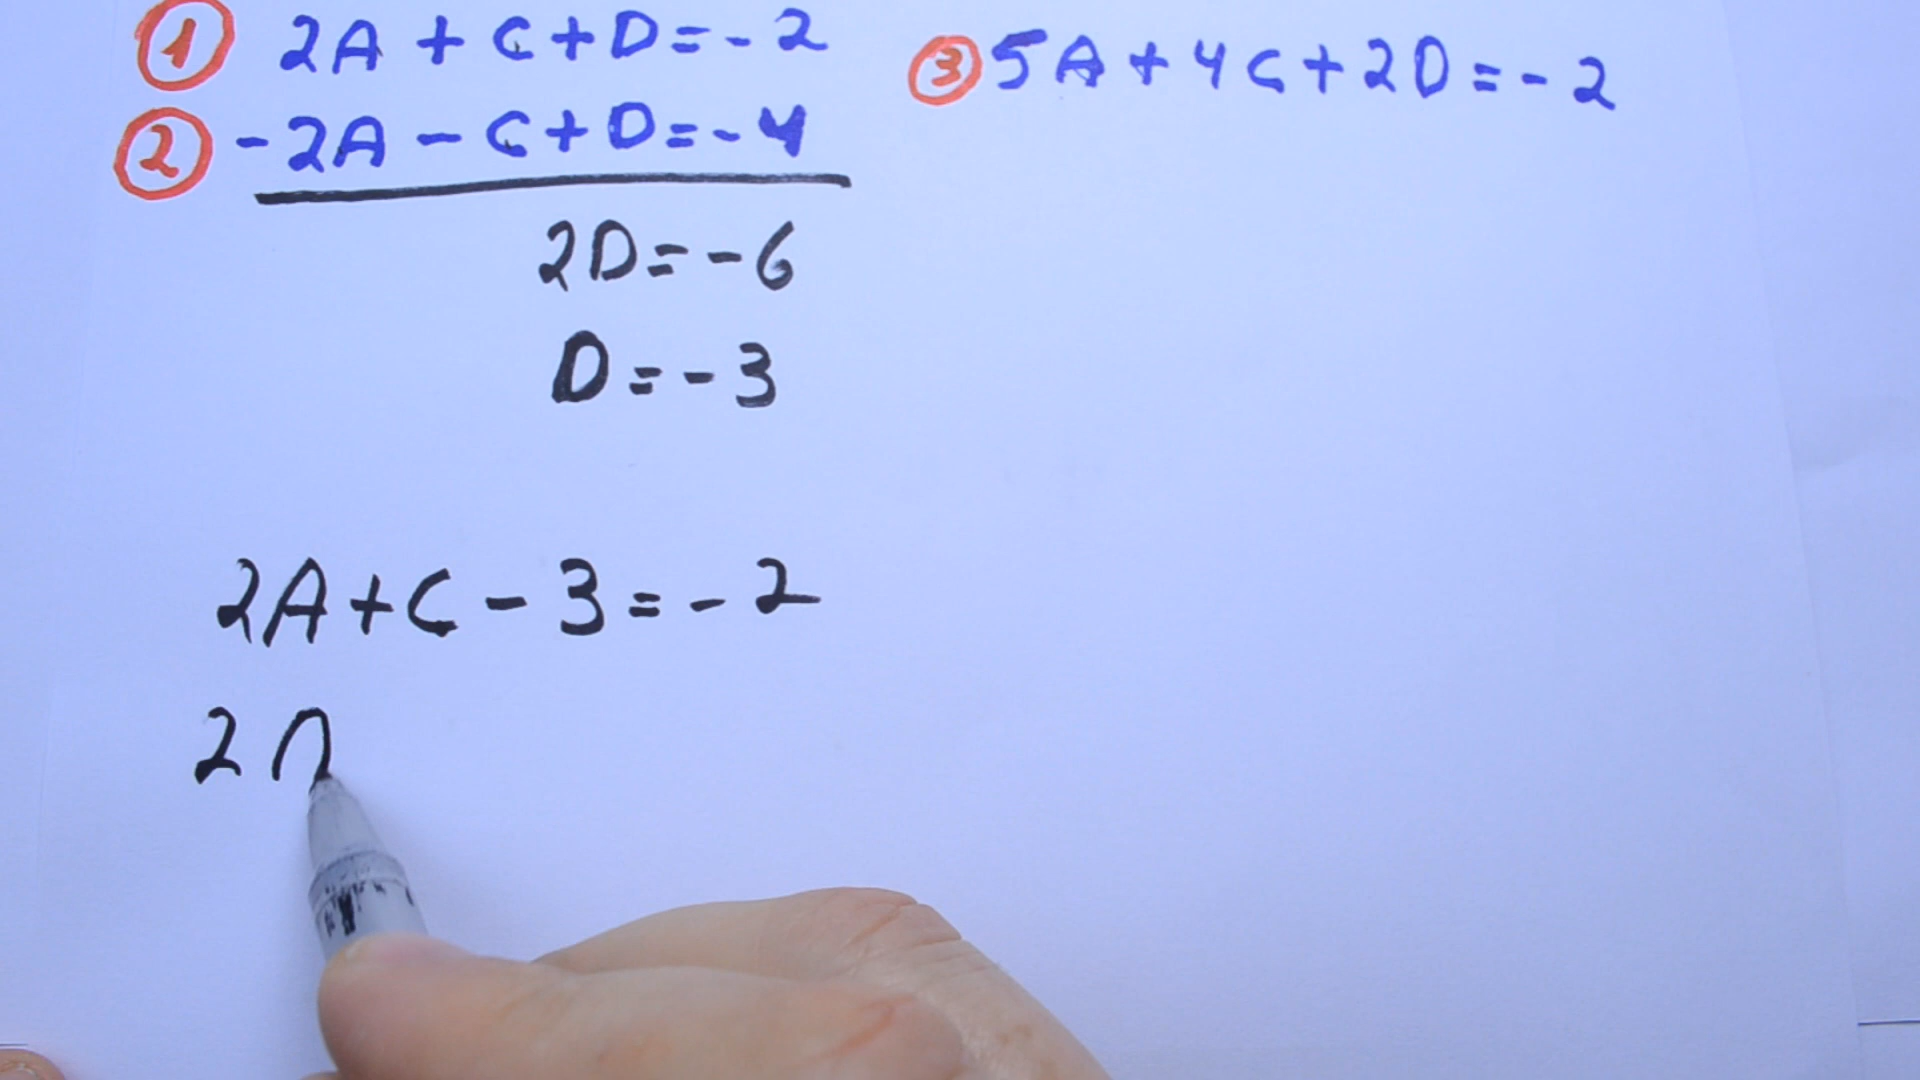 ① 2A + C + D = - 2
② - 2A - C + D = - 4
2D = - 6
D = - 3
2A + C - 3 = - 2
2
③ 5A + 4C + 2D = - 2